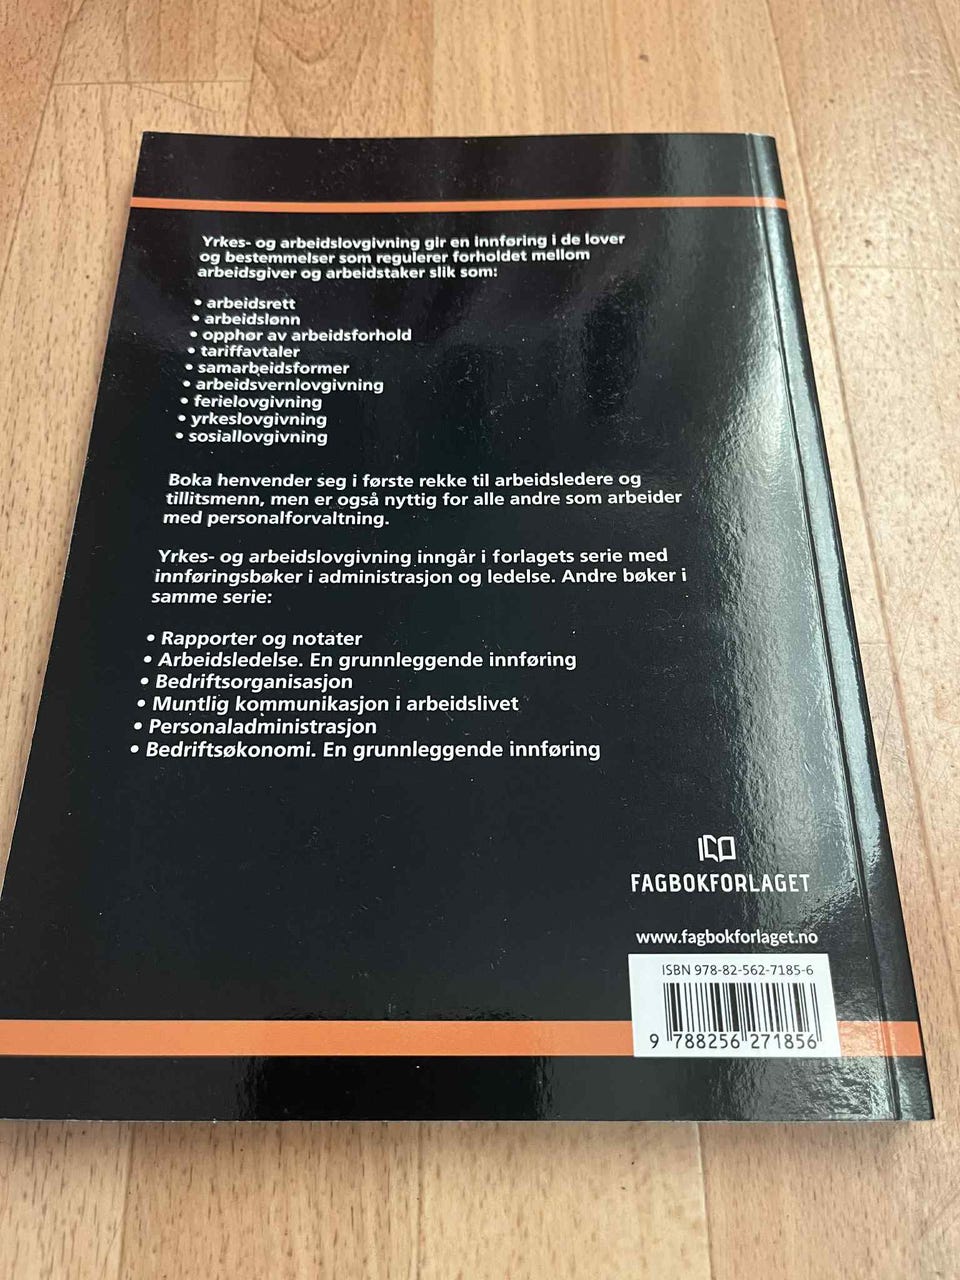 Yrkes- og arbeidslovgivning gir en innføring i de lover
og bestemmelser som regulerer forholdet mellom
arbeidsgiver og arbeidstaker slik som:
• arbeidsrett
• arbeidslønn
• opphør av arbeidsforhold
• tariffavtaler
• samarbeidsformer
• arbeidsvernlovgivning
• ferielovgivning
• yrkeslovgivning
• sosiallovgivning
Boka henvender seg i første rekke til arbeidsledere og
tillitsmenn, men er også nyttig for alle andre som arbeider
med personalforvaltning.
Yrkes- og arbeidslovgivning inngår i forlagets serie med
innføringsbøker i administrasjon og ledelse. Andre bøker i
samme serie:
• Rapporter og notater
• Arbeidsledelse. En grunnleggende innføring
• Bedriftsorganisasjon
• Muntlig kommunikasjon i arbeidslivet
• Personaladministrasjon
• Bedriftsøkonomi. En grunnleggende innføring
FAGBOKFORLAGET
www.fagbokforlaget.no
ISBN 978-82-562-7185-6
9 788256 271856